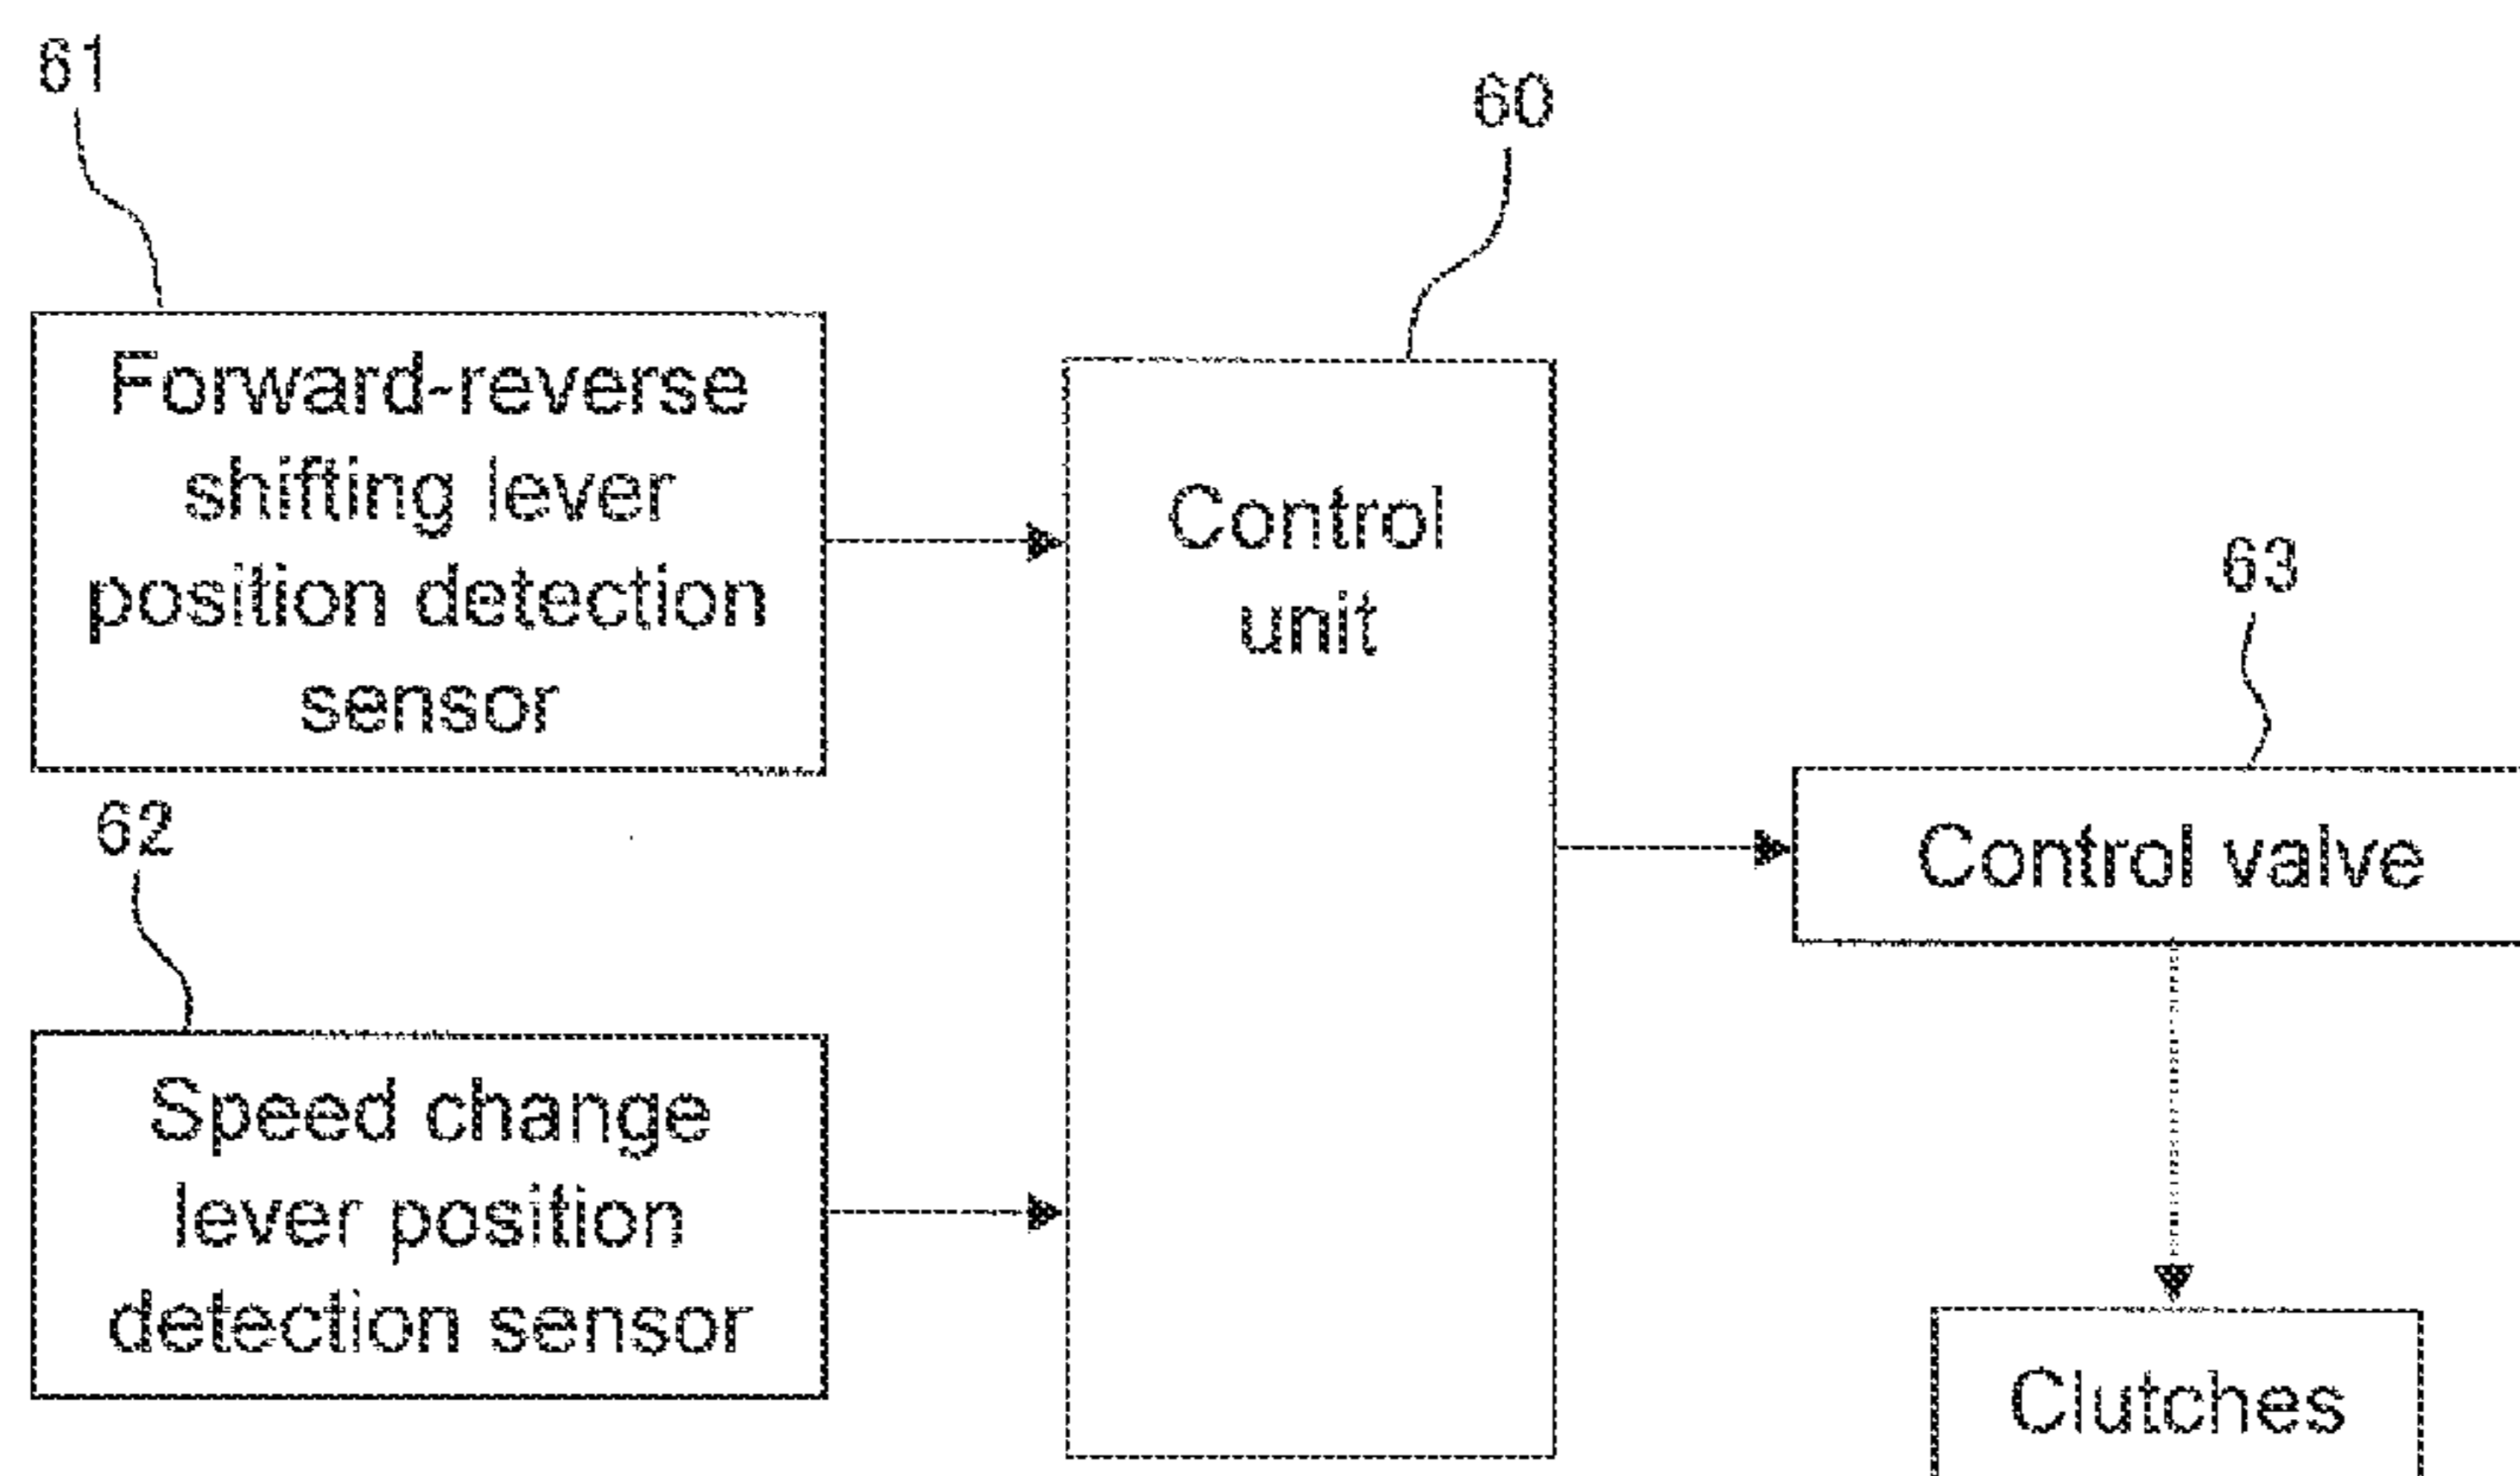 61
60
Forward-reverse
shifting lever
position detection
sensor
Control
unit
63
Control valve
62
Speed change
lever position
detection sensor
Clutches